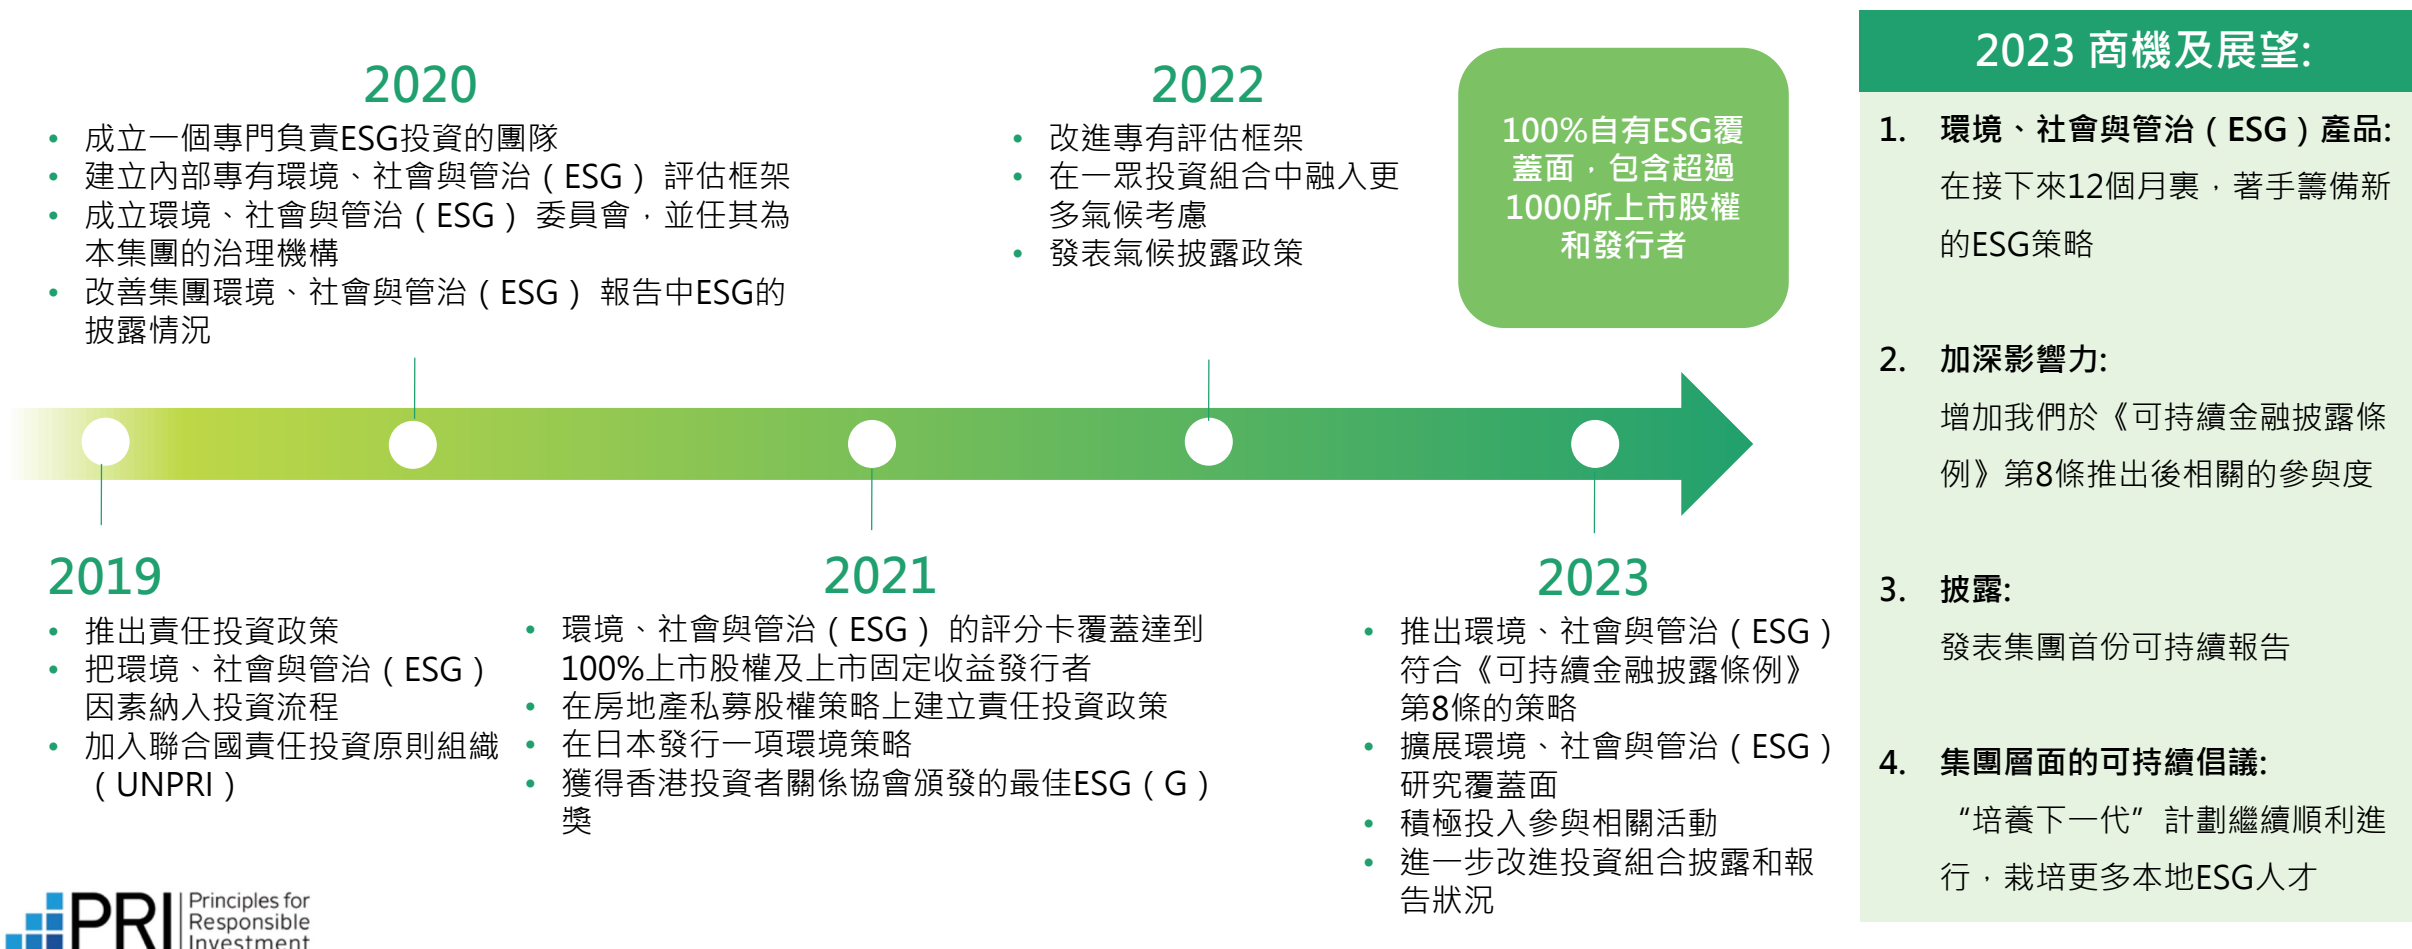 2020
• 成立一個專門負責ESG投資的團隊
• 建立內部專有環境、社會與管治（ESG） 評估框架
• 成立環境、社會與管治（ESG） 委員會，並任其為
本集團的治理機構
• 改善集團環境、社會與管治（ESG） 報告中ESG的
披露情況
2022
• 改進專有評估框架
• 在一眾投資組合中融入更
多氣候考慮
• 發表氣候披露政策
100%自有ESG覆
蓋面，包含超過
1000所上市股權
和發行者
2019
• 推出責任投資政策
• 把環境、社會與管治（ESG）
因素納入投資流程
• 加入聯合國責任投資原則組織
（UNPRI）
2021
• 環境、社會與管治（ESG） 的評分卡覆蓋達到
100%上市股權及上市固定收益發行者
• 在房地產私募股權策略上建立責任投資政策
• 在日本發行一項環境策略
• 獲得香港投資者關係協會頒發的最佳ESG（G）
獎
2023
• 推出環境、社會與管治（ESG）
符合《可持續金融披露條例》
第8條的策略
• 擴展環境、社會與管治（ESG）
研究覆蓋面
• 積極投入參與相關活動
• 進一步改進投資組合披露和報
告狀況
PRI Principles for
Responsible
Investment
2023 商機及展望:
1. 環境、社會與管治（ESG）產品:
在接下來12個月裏，著手籌備新
的ESG策略
2. 加深影響力:
增加我們於《可持續金融披露條
例》第8條推出後相關的參與度
3. 披露:
發表集團首份可持續報告
4. 集團層面的可持續倡議:
“培養下一代”計劃繼續順利進
行，栽培更多本地ESG人才